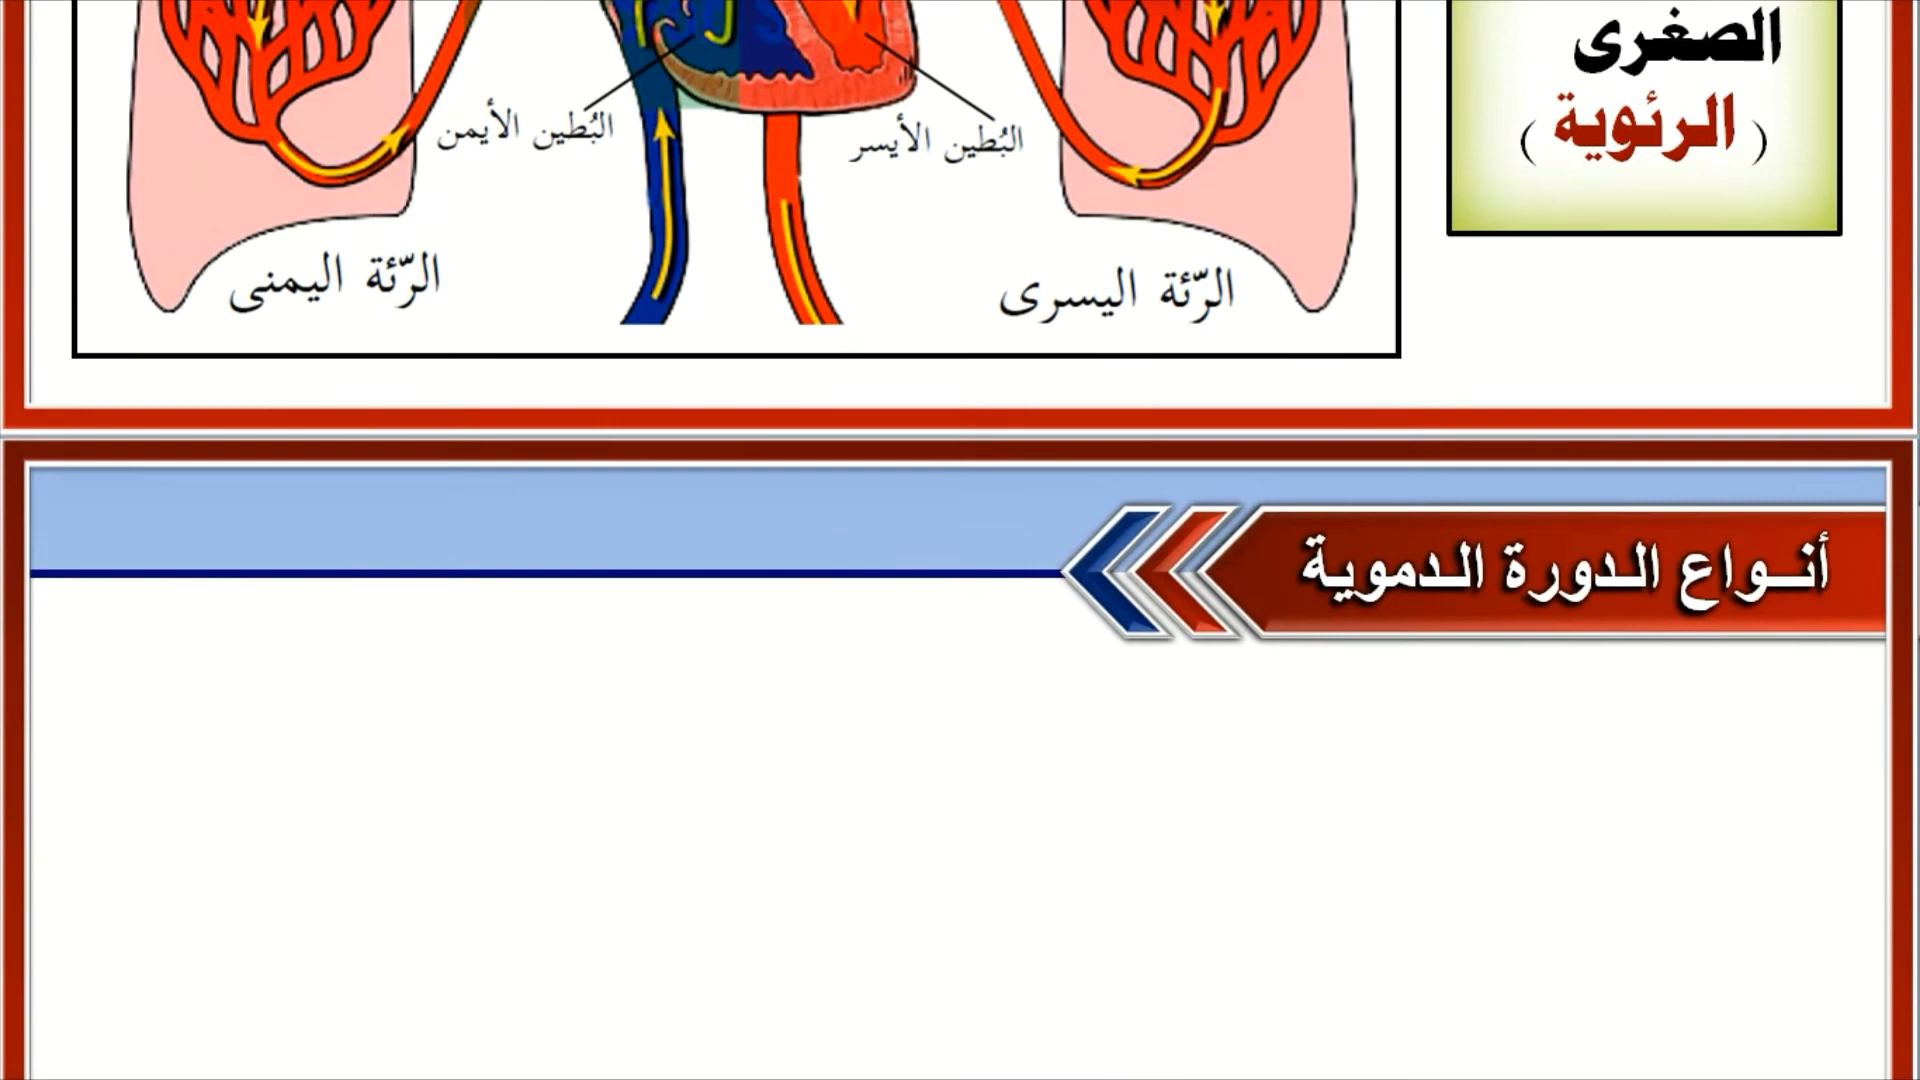 الصغرى
( الرئوية )
البُطين الأيمن
البُطين الأيسر
الرّئة اليمنى
الرّئة اليسرى
أنــواع الـدورة الـدموية